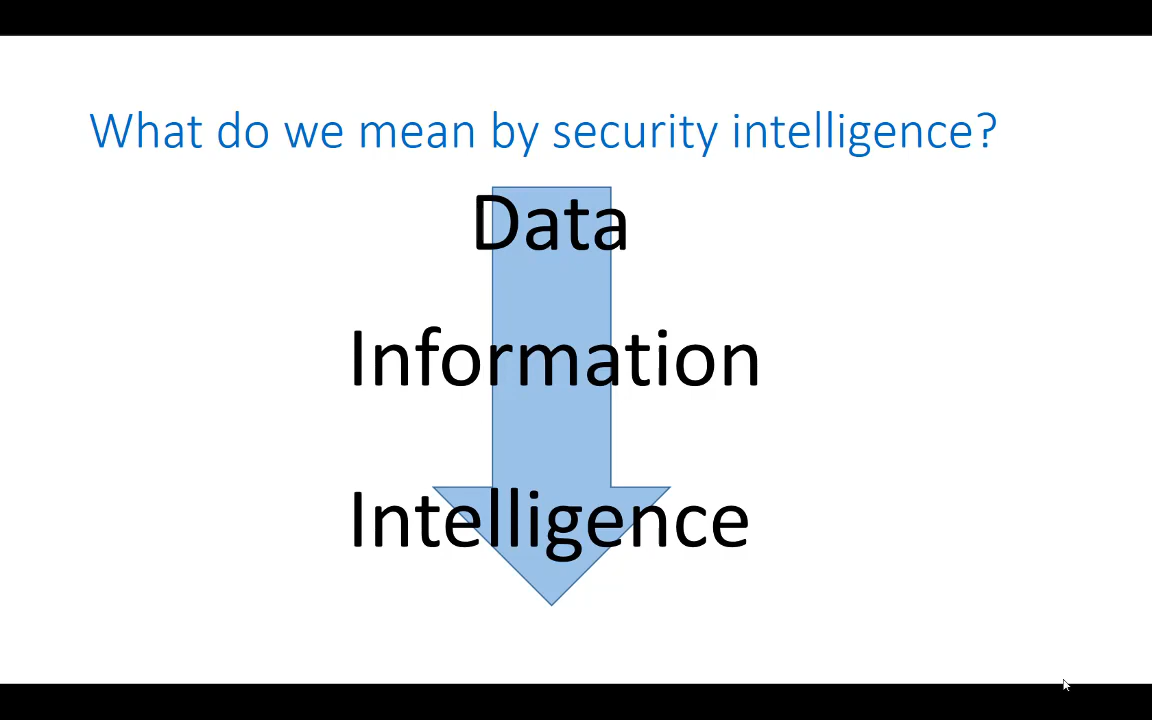 What do we mean by security intelligence?
Data
Information
Intelligence